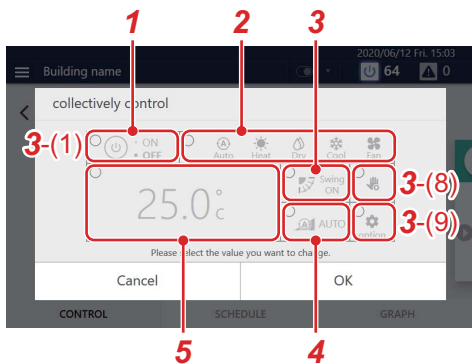 1 2 3
2020/06/12 Fri. 15:03
Building name 64 0
collectively control
3-(1) ON
OFF
Auto Heat Dry Cool Fan
25.0°c
Swing
ON
3-(8)
A AUTO
option
3-(9)
Please select the value you want to change.
Cancel OK
CONTROL SCHEDULE GRAPH
5 4